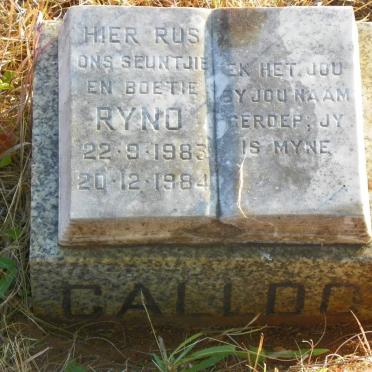 HIER RUS
ONS SEUNTJIE
EN BOETIE
RYNO
22·9·1983
20·12·1984
EK HET JOU
BY JOU NAAM
GEROEP; JY
IS MYNE